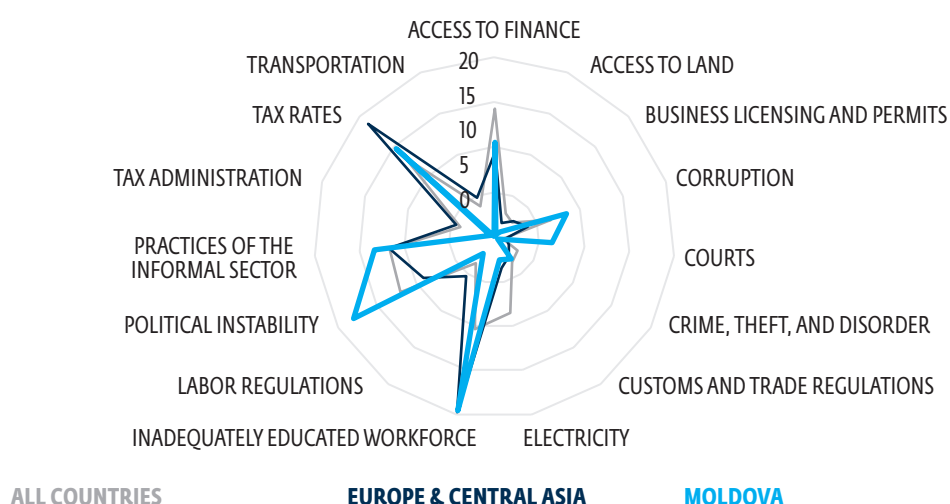 ACCESS TO FINANCE
TRANSPORTATION
20
ACCESS TO LAND
15
TAX RATES
BUSINESS LICENSING AND PERMITS
10
5
TAX ADMINISTRATION
CORRUPTION
0
PRACTICES OF THE
INFORMAL SECTOR
COURTS
POLITICAL INSTABILITY
CRIME, THEFT, AND DISORDER
LABOR REGULATIONS
CUSTOMS AND TRADE REGULATIONS
INADEQUATELY EDUCATED WORKFORCE
ELECTRICITY
ALL COUNTRIES
EUROPE & CENTRAL ASIA
MOLDOVA